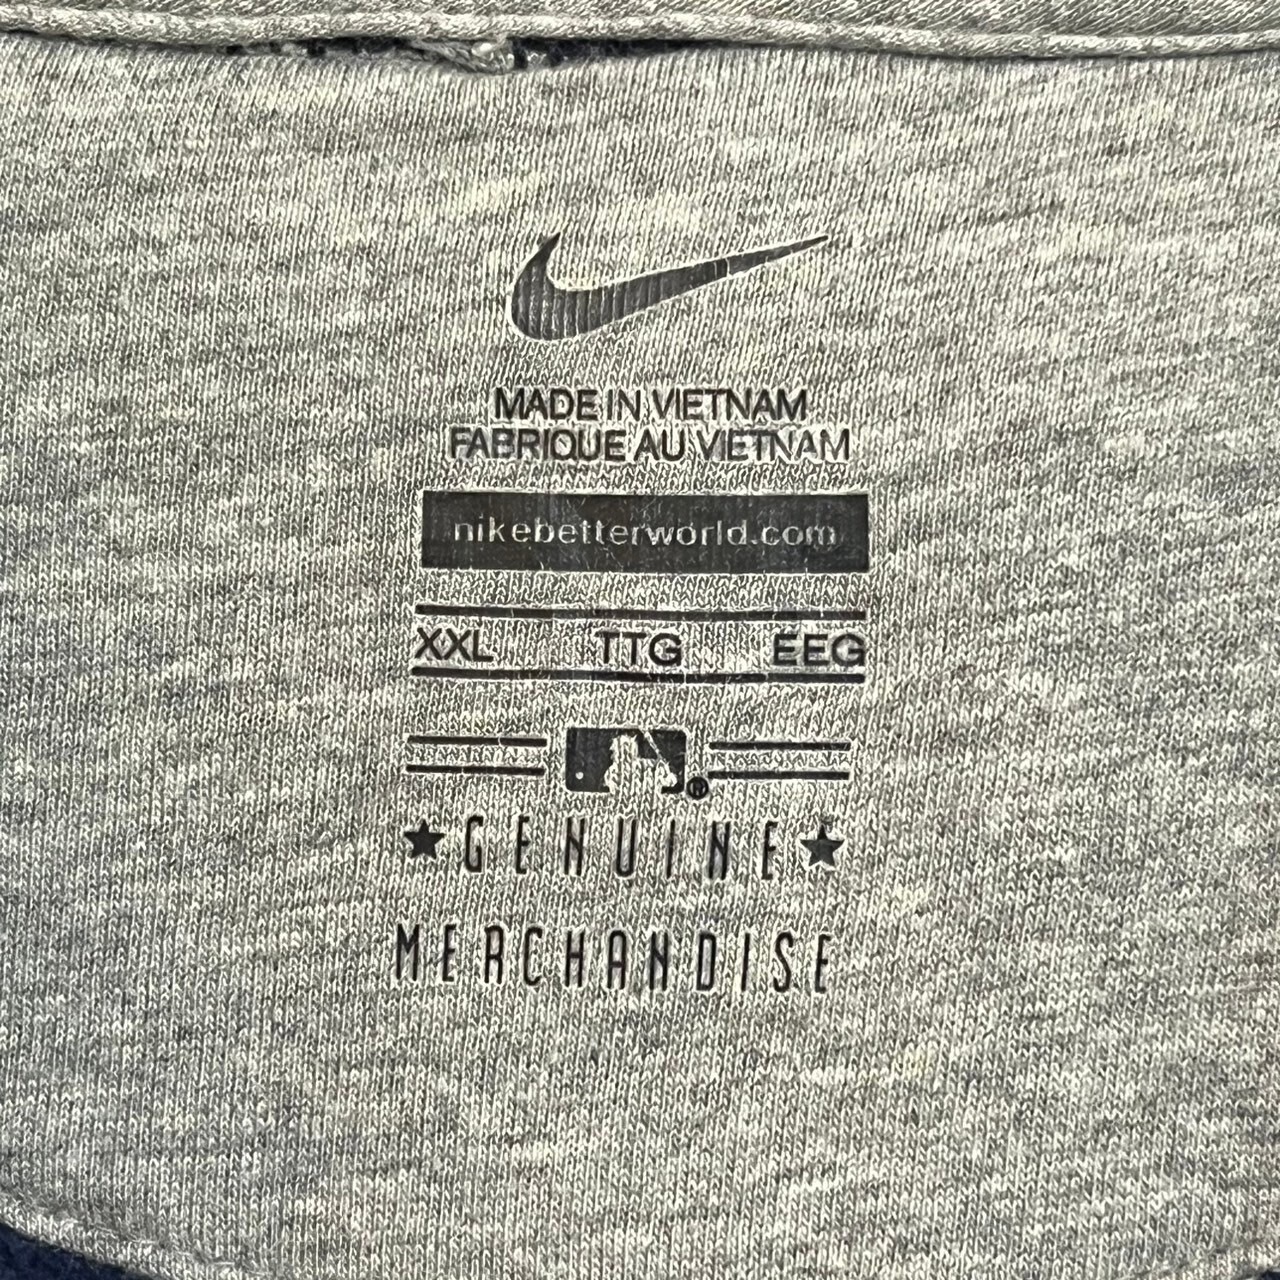 MADE IN VIETNAM
FABRIQUE AU VIETNAM
nikebetterworld.com
XXL TTG EEG
®
★GENUINE★
MERCHANDISE